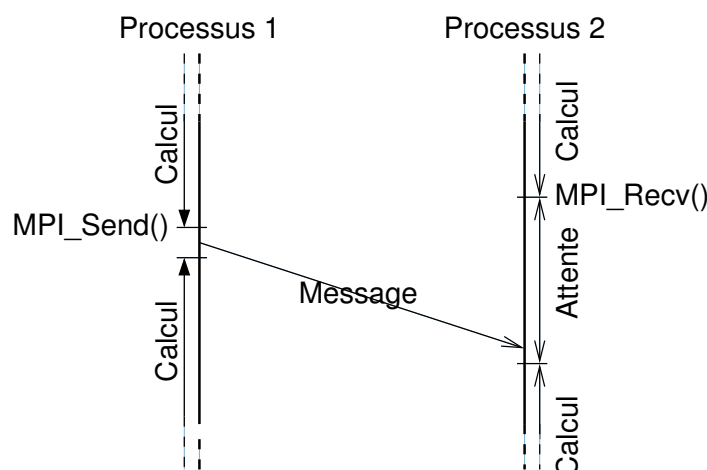 Processus 1
Processus 2
Calcul
Calcul
MPI_Recv()
MPI_Send()
Attente
Message
Calcul
Calcul